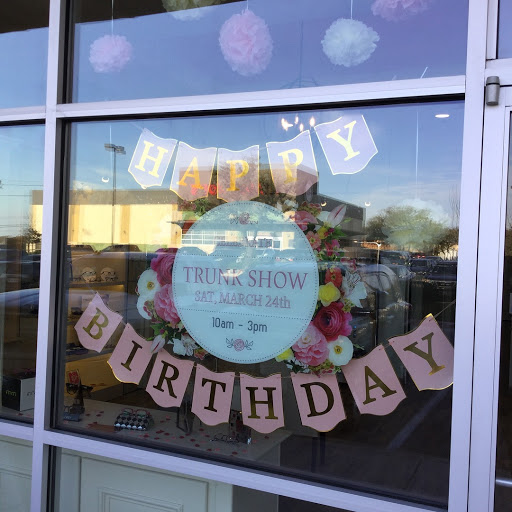 HAPPY
TRUNK SHOW
SAT, MARCH 24th
10am - 3pm
BIRTHDAY